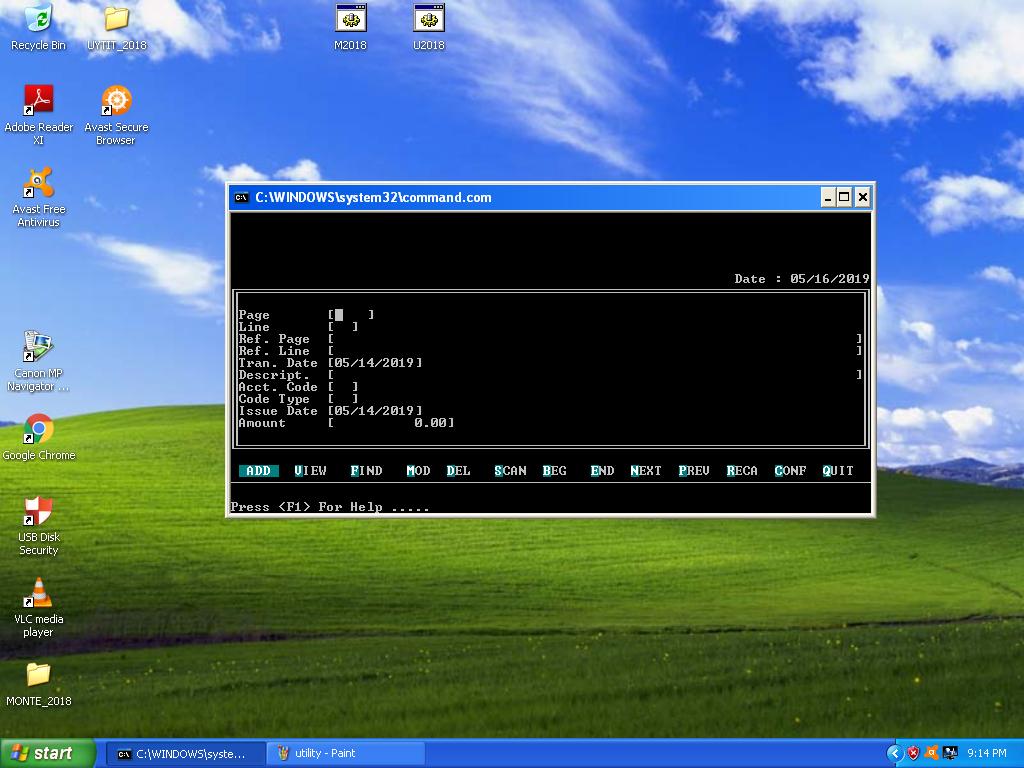 Recycle Bin
UYTIT_2018
M2018
U2018
Adobe Reader
XI
Avast Secure
Browser
Avast Free
Antivirus
Canon MP
Navigator ...
Google Chrome
USB Disk
Security
VLC media
player
MONTE_2018
C:\WINDOWS\system32\command.com
Date : 05/16/2019
Page [ ]
Line [ ]
Ref. Page [ ]
Ref. Line [ ]
Tran. Date [05/14/2019]
Descript. [ ]
Acct. Code [ ]
Code Type [ ]
Issue Date [05/14/2019]
Amount [ 0.00]
ADD VIEW FIND MOD DEL SCAN BEG END NEXT PREV RECA CONF QUIT
Press <F1> For Help .....
start
C:\WINDOWS\syste...
utility - Paint
9:14 PM